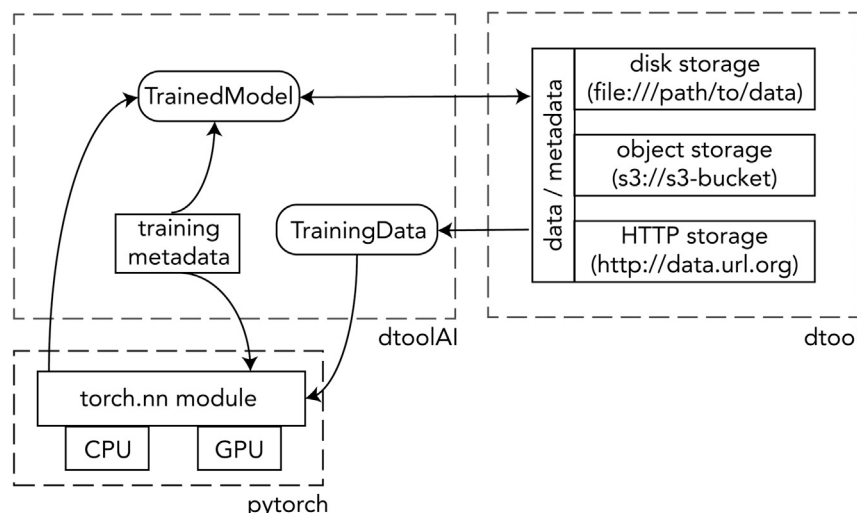 TrainedModel
training
metadata
TrainingData
dtoolAI
data / metadata
disk storage
(file:///path/to/data)
object storage
(s3://s3-bucket)
HTTP storage
(http://data.url.org)
dtool
torch.nn module
CPU
GPU
pytorch